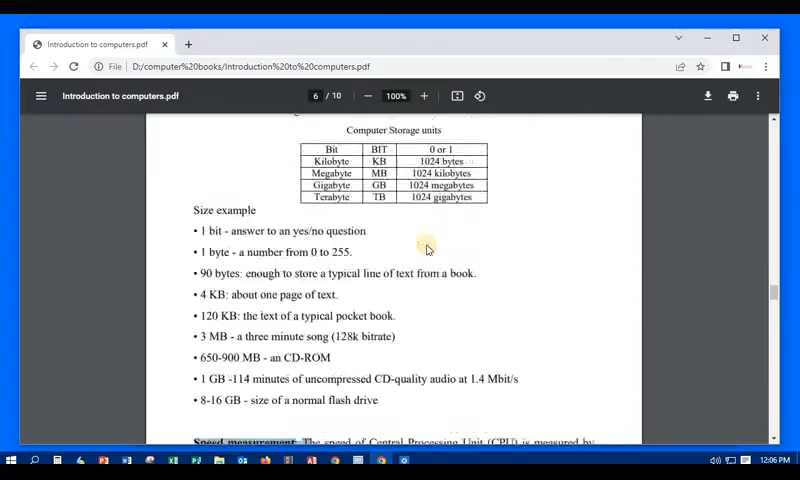 Introduction to computers.pdf
File D:/computer%20books/Introduction%20to%20computers.pdf
Introduction to computers.pdf 6 / 10 100%
Computer Storage units
Bit BIT 0 or 1
Kilobyte KB 1024 bytes
Megabyte MB 1024 kilobytes
Gigabyte GB 1024 megabytes
Terabyte TB 1024 gigabytes
Size example
• 1 bit - answer to an yes/no question
• 1 byte - a number from 0 to 255.
• 90 bytes: enough to store a typical line of text from a book.
• 4 KB: about one page of text.
• 120 KB: the text of a typical pocket book.
• 3 MB - a three minute song (128k bitrate)
• 650-900 MB - an CD-ROM
• 1 GB -114 minutes of uncompressed CD-quality audio at 1.4 Mbit/s
• 8-16 GB - size of a normal flash drive
Speed measurement: The speed of Central Processing Unit (CPU) is measured by
12:06 PM